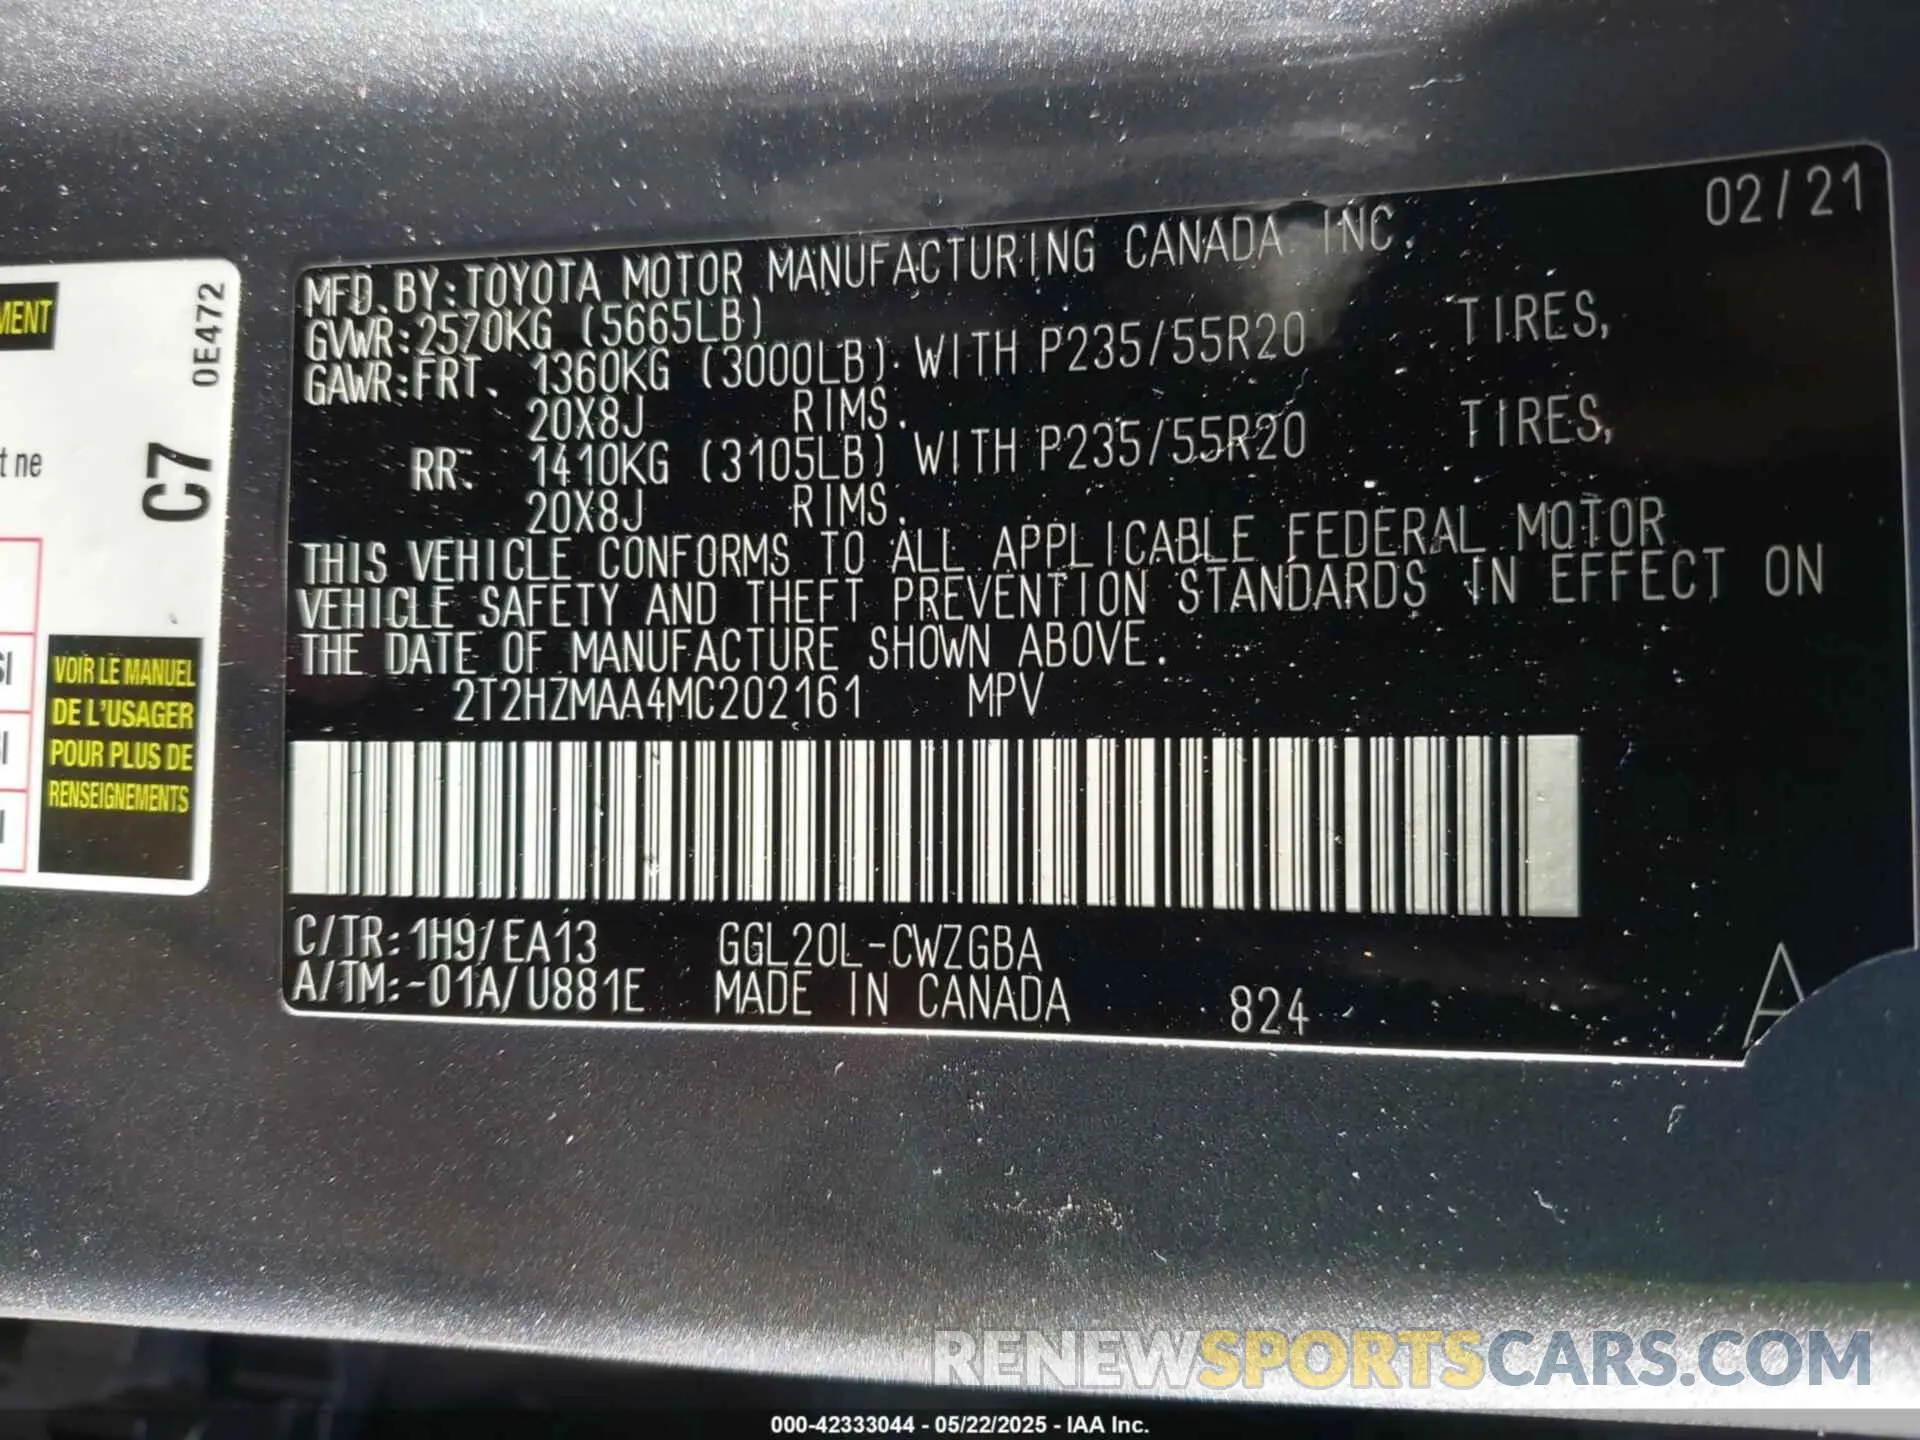 MENT
0E472
C7
t ne
SI
VOIR LE MANUEL
DE L'USAGER
POUR PLUS DE
RENSEIGNEMENTS
02/21
MFD. BY: TOYOTA MOTOR MANUFACTURING CANADA INC.
GVWR: 2570KG (5665LB)
GAWR: FRT. 1360KG (3000LB) WITH P235/55R20 TIRES,
20X8J RIMS.
RR. 1410KG (3105LB) WITH P235/55R20 TIRES,
20X8J RIMS.
THIS VEHICLE CONFORMS TO ALL APPLICABLE FEDERAL MOTOR
VEHICLE SAFETY AND THEFT PREVENTION STANDARDS IN EFFECT ON
THE DATE OF MANUFACTURE SHOWN ABOVE.
2T2HZMAA4MC202161 MPV
C/TR: 1H9/EA13 GGL20L-CWZGBA
A/TM: -01A/U881E MADE IN CANADA 824
A
RENEWSPORTSCARS.COM
000-42333044 - 05/22/2025 - IAA Inc.